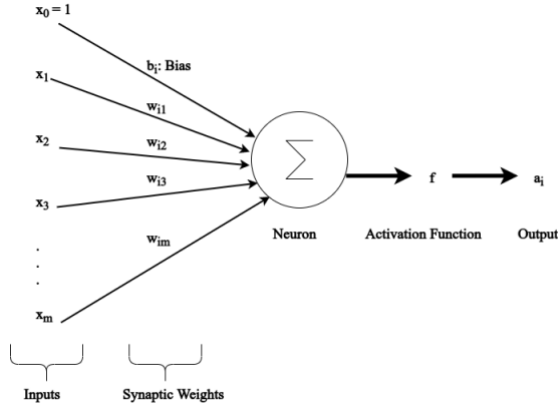 x₀ = 1
bᵢ: Bias
x₁
wᵢ₁
x₂
wᵢ₂
∑
f
aᵢ
x₃
wᵢ₃
Neuron
Activation Function
Output
wᵢₘ
.
.
.
xₘ
Inputs
Synaptic Weights